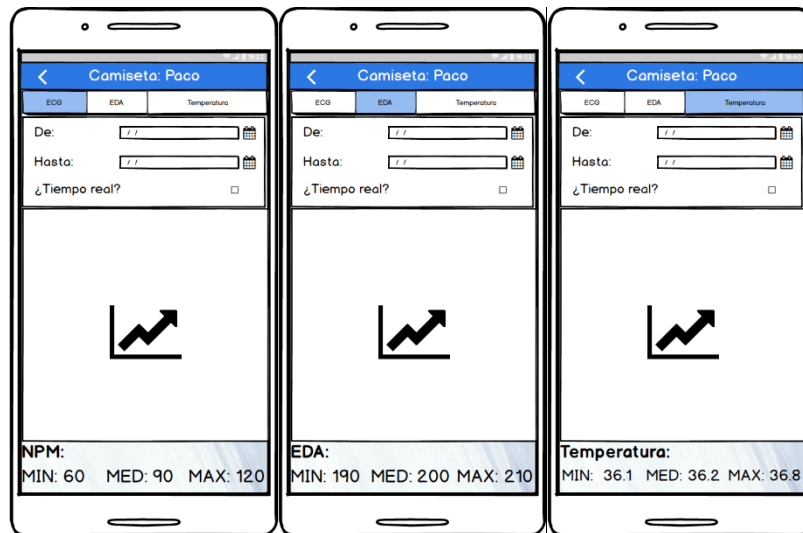 Camiseta: Paco
ECG EDA Temperatura
De: / /
Hasta: / /
¿Tiempo real?
NPM:
MIN: 60 MED: 90 MAX: 120
Camiseta: Paco
ECG EDA Temperatura
De: / /
Hasta: / /
¿Tiempo real?
EDA:
MIN: 190 MED: 200 MAX: 210
Camiseta: Paco
ECG EDA Temperatura
De: / /
Hasta: / /
¿Tiempo real?
Temperatura:
MIN: 36.1 MED: 36.2 MAX: 36.8